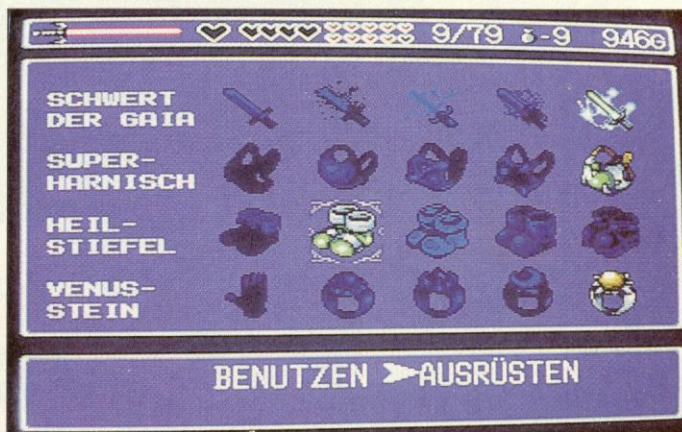 9/79 -9 946G
SCHWERT
DER GAIA
SUPER-
HARNISCH
HEIL-
STIEFEL
VENUS-
STEIN
BENUTZEN AUSRÜSTEN